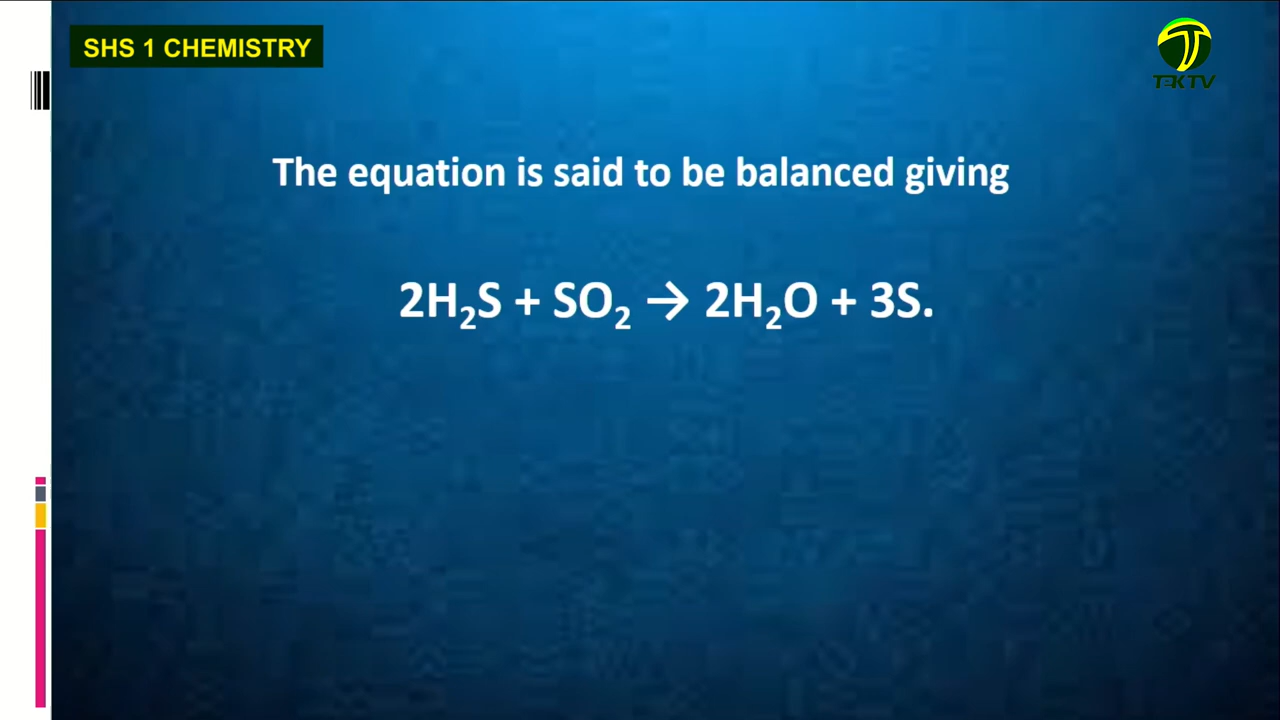 SHS 1 CHEMISTRY
TEKTV
The equation is said to be balanced giving
2H₂S + SO₂ → 2H₂O + 3S.